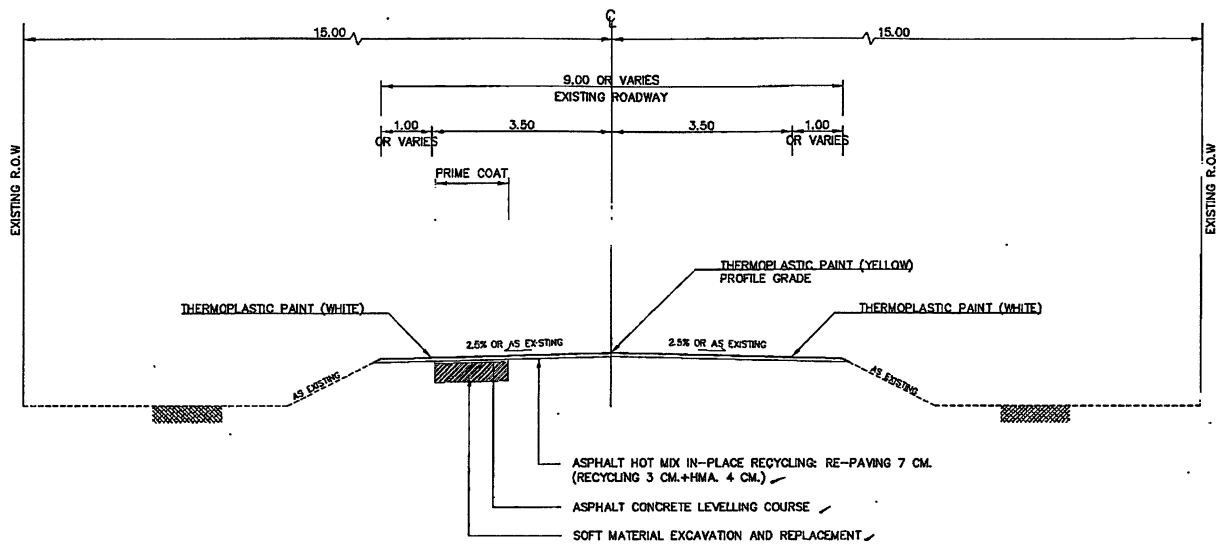 ℄
15.00 15.00
9.00 OR VARIES
EXISTING ROADWAY
1.00 3.50 3.50 1.00
OR VARIES OR VARIES
PRIME COAT
EXISTING R.O.W
EXISTING R.O.W
THERMOPLASTIC PAINT (YELLOW)
PROFILE GRADE
THERMOPLASTIC PAINT (WHITE)
THERMOPLASTIC PAINT (WHITE)
2.5% OR AS EXISTING 2.5% OR AS EXISTING
AS EXISTING
AS EXISTING
ASPHALT HOT MIX IN-PLACE RECYCLING: RE-PAVING 7 CM.
(RECYCLING 3 CM.+HMA. 4 CM.)
ASPHALT CONCRETE LEVELLING COURSE
SOFT MATERIAL EXCAVATION AND REPLACEMENT